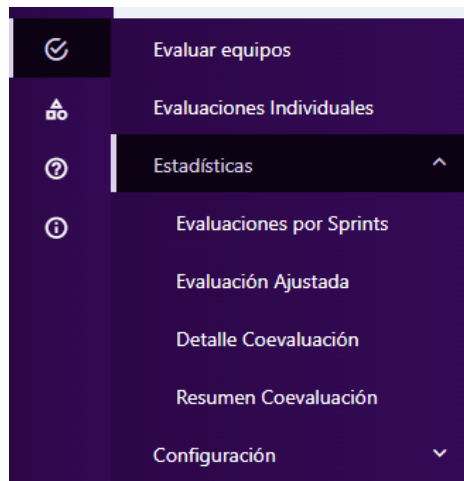 Evaluar equipos
Evaluaciones Individuales
Estadísticas
Evaluaciones por Sprints
Evaluación Ajustada
Detalle Coevaluación
Resumen Coevaluación
Configuración